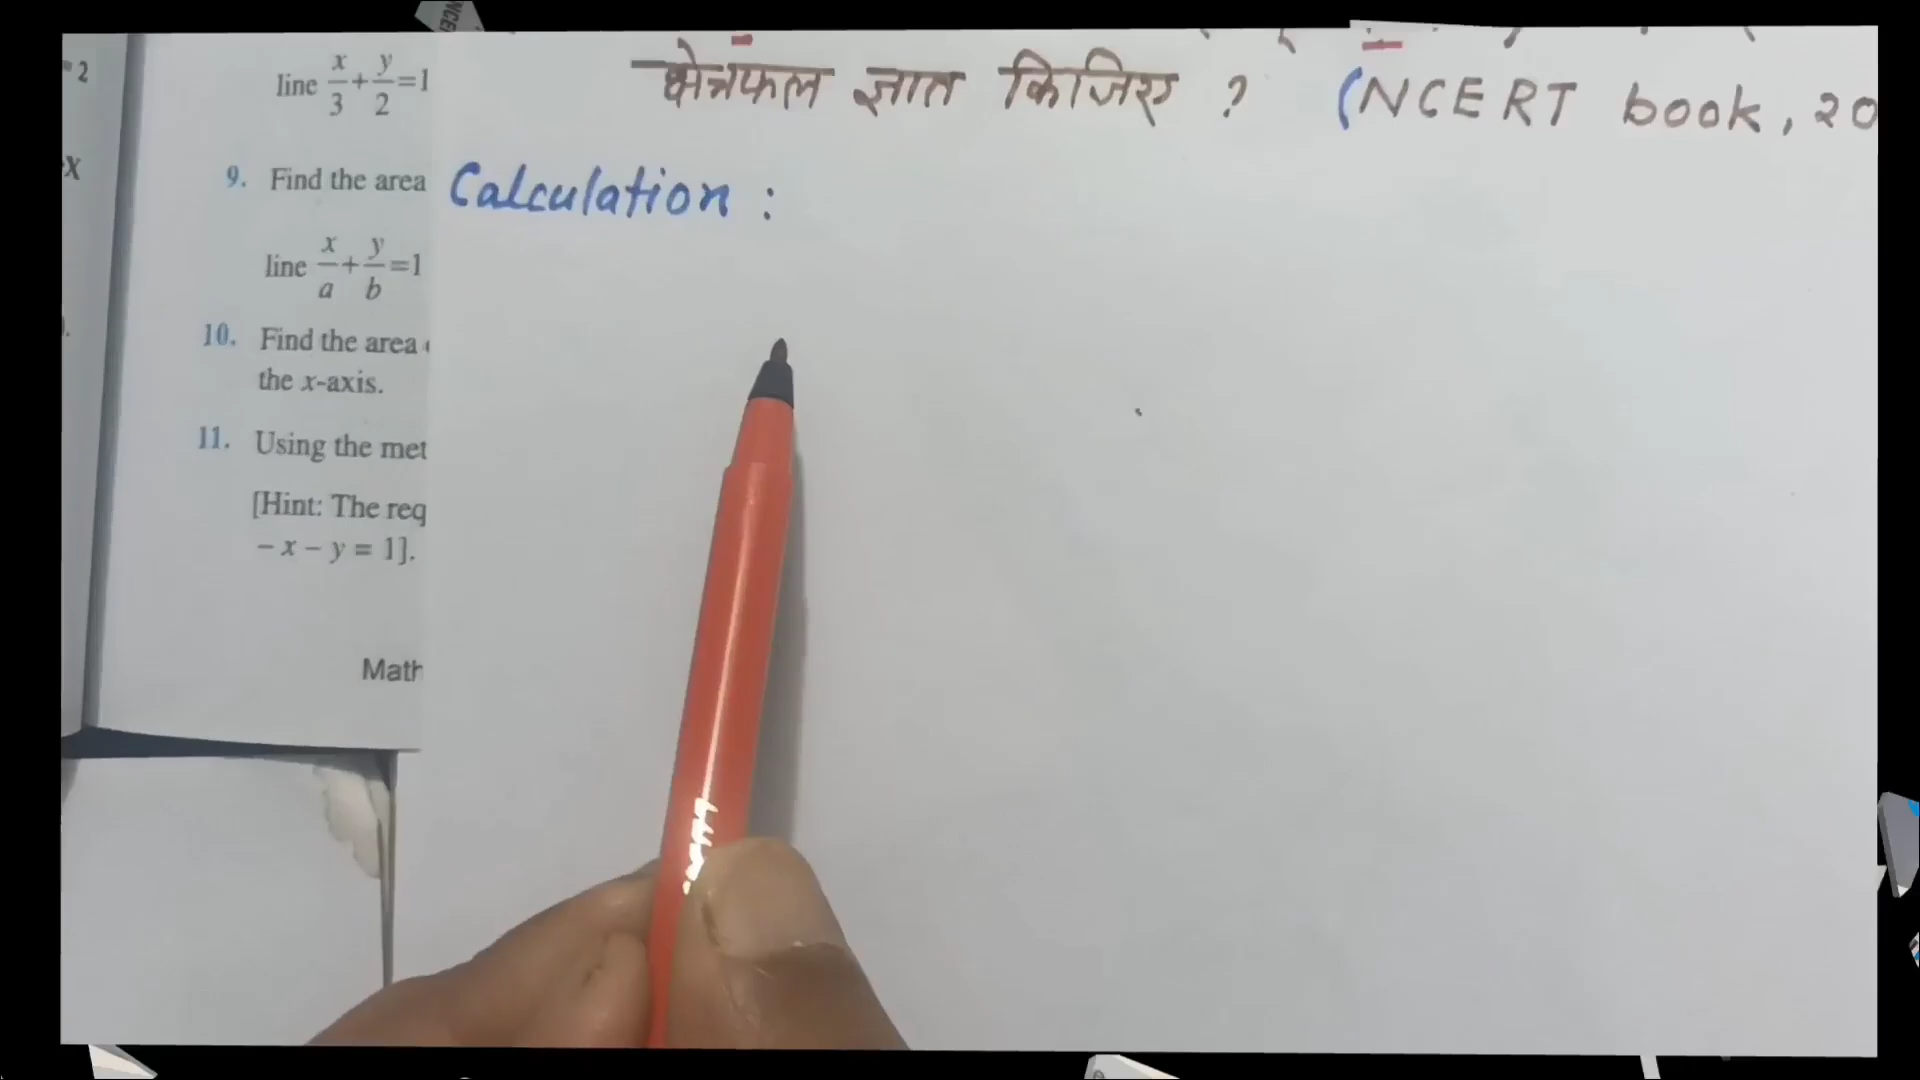 2
x
line x/3 + y/2 = 1
9. Find the area
line x/a + y/b = 1
10. Find the area
the x-axis.
11. Using the met
[Hint: The req
– x – y = 1].
Math
क्षेत्रफल ज्ञात किजिए ? (NCERT book, 20
Calculation :